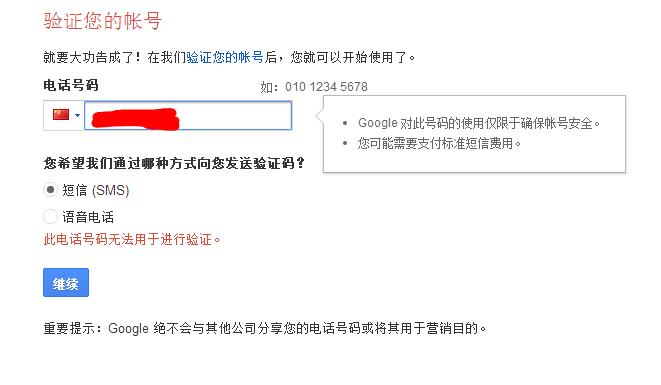 验证您的帐号
就要大功告成了！在我们验证您的帐号后，您就可以开始使用了。
电话号码 如：010 1234 5678
Google 对此号码的使用仅限于确保帐号安全。
您可能需要支付标准短信费用。
您希望我们通过哪种方式向您发送验证码？
短信 (SMS)
语音电话
此电话号码无法用于进行验证。
继续
重要提示：Google 绝不会与其他公司分享您的电话号码或将其用于营销目的。